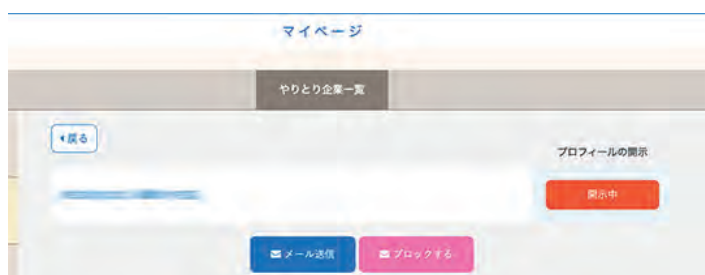 マイページ
やりとり企業一覧
戻る
プロフィールの開示
開示中
メール送信
ブロックする